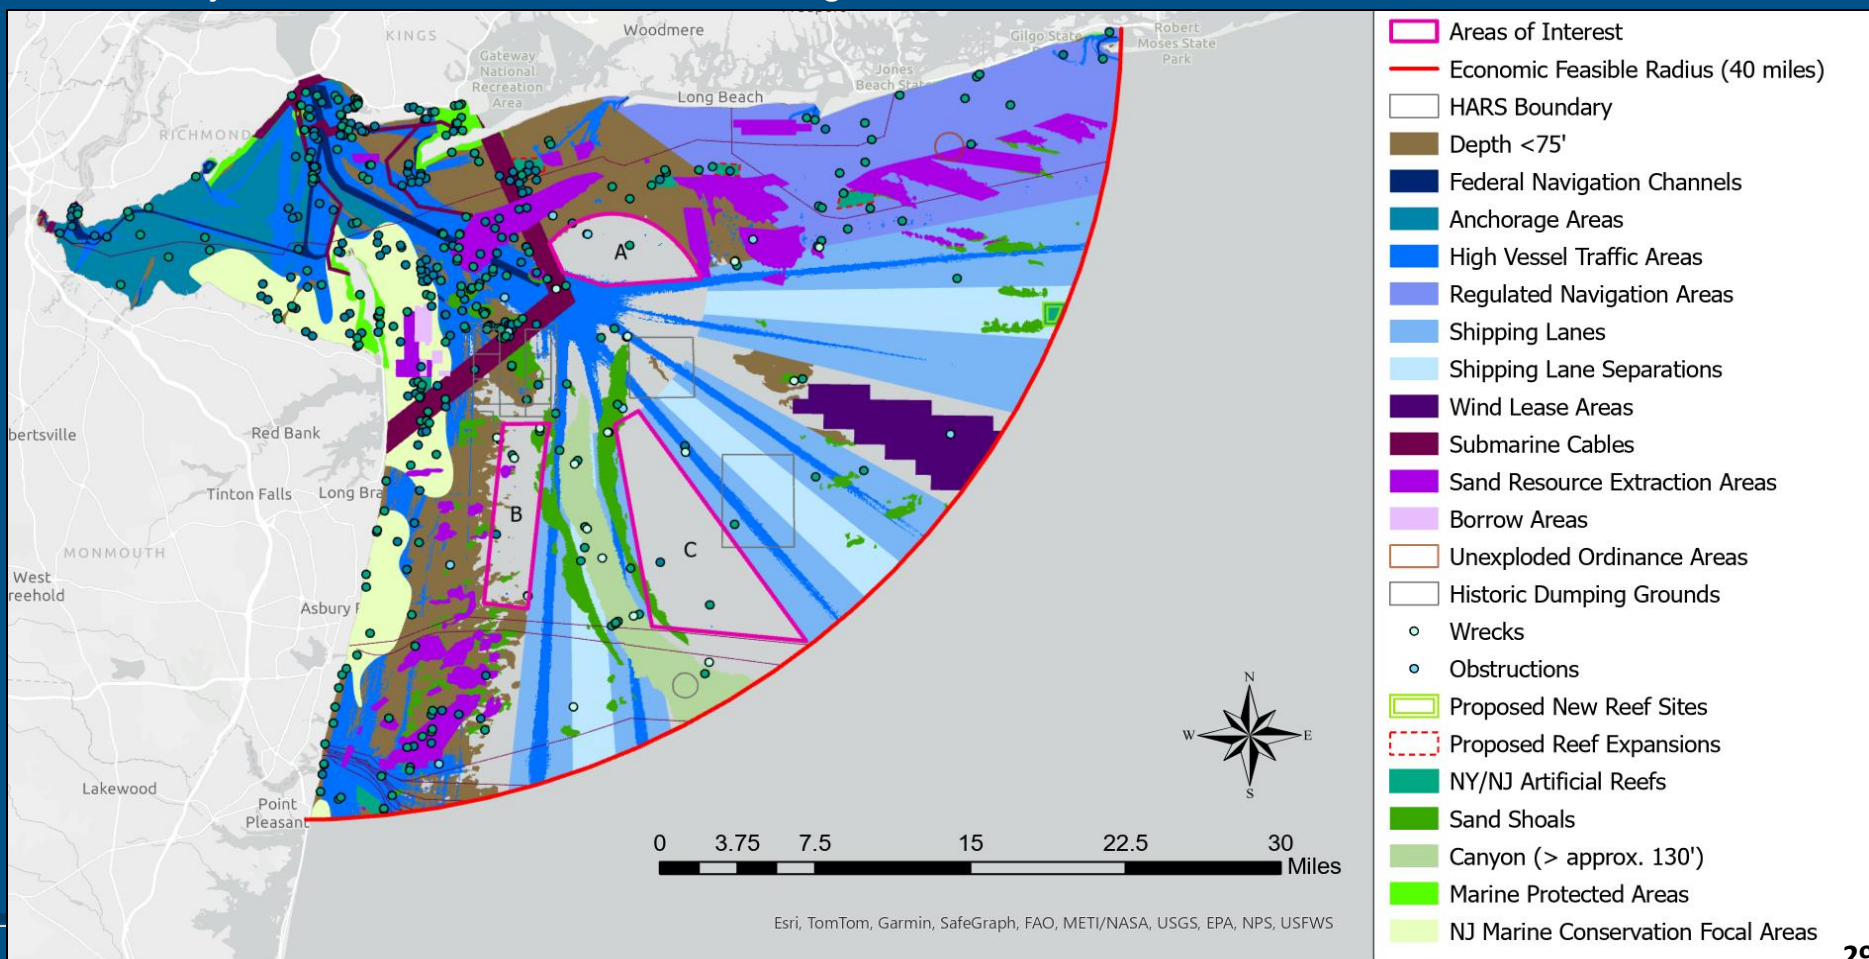 KINGS
Woodmere
Gateway
National
Recreation
Area
Long Beach
Jones
Beach
Gilgo State
Robert
Moses State
Park
RICHMOND
bertsville
Red Bank
Tinton Falls
Long Bra
MONMOUTH
West
reehold
Asbury
Lakewood
Point
Pleasant
A
B
C
N
W
E
S
0 3.75 7.5 15 22.5 30
Miles
Esri, TomTom, Garmin, SafeGraph, FAO, METI/NASA, USGS, EPA, NPS, USFWS
Areas of Interest
Economic Feasible Radius (40 miles)
HARS Boundary
Depth <75'
Federal Navigation Channels
Anchorage Areas
High Vessel Traffic Areas
Regulated Navigation Areas
Shipping Lanes
Shipping Lane Separations
Wind Lease Areas
Submarine Cables
Sand Resource Extraction Areas
Borrow Areas
Unexploded Ordinance Areas
Historic Dumping Grounds
Wrecks
Obstructions
Proposed New Reef Sites
Proposed Reef Expansions
NY/NJ Artificial Reefs
Sand Shoals
Canyon (> approx. 130')
Marine Protected Areas
NJ Marine Conservation Focal Areas
29